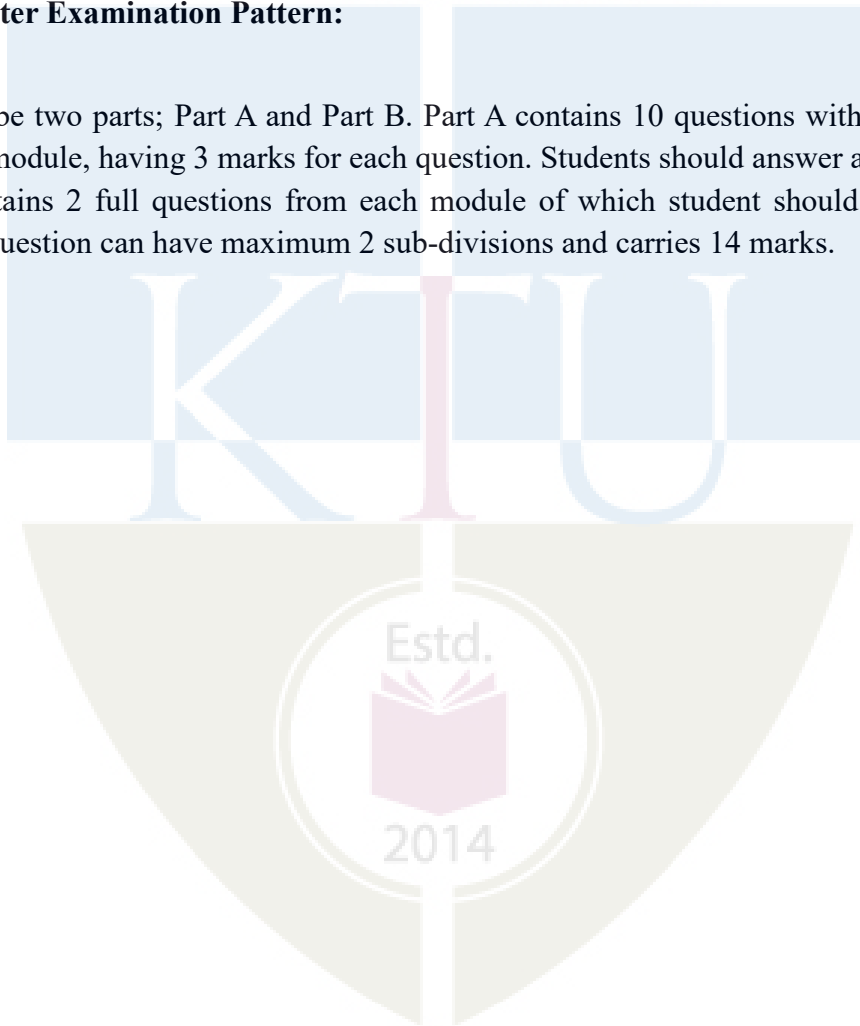 ter Examination Pattern:
be two parts; Part A and Part B. Part A contains 10 questions with
module, having 3 marks for each question. Students should answer a
tains 2 full questions from each module of which student should
uestion can have maximum 2 sub-divisions and carries 14 marks.
KTU
Estd.
2014